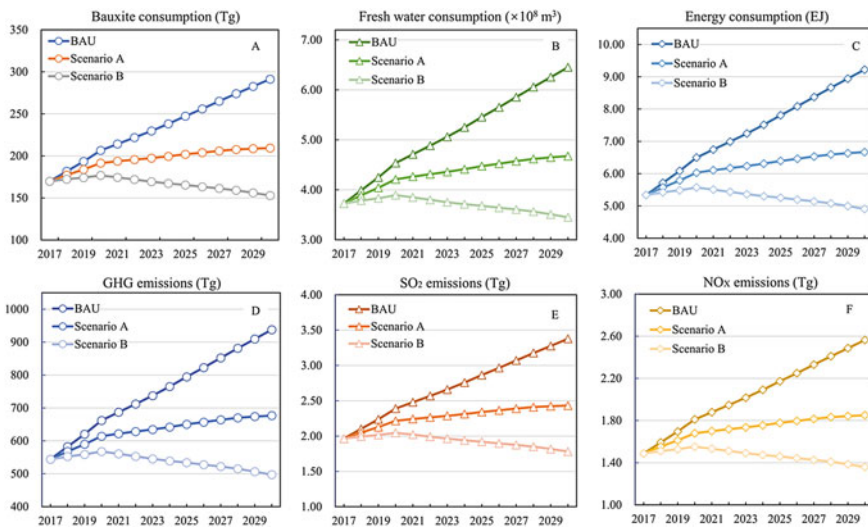 Bauxite consumption (Tg)
350
300
250
200
150
100
BAU
Scenario A
Scenario B
A
2017 2019 2021 2023 2025 2027 2029
Fresh water consumption (×10⁸ m³)
7.00
6.00
5.00
4.00
3.00
BAU
Scenario A
Scenario B
B
2017 2019 2021 2023 2025 2027 2029
Energy consumption (EJ)
10.00
9.00
8.00
7.00
6.00
5.00
4.00
BAU
Scenario A
Scenario B
C
2017 2019 2021 2023 2025 2027 2029
GHG emissions (Tg)
1000
900
800
700
600
500
400
BAU
Scenario A
Scenario B
D
2017 2019 2021 2023 2025 2027 2029
SO₂ emissions (Tg)
4.00
3.50
3.00
2.50
2.00
1.50
1.00
BAU
Scenario A
Scenario B
E
2017 2019 2021 2023 2025 2027 2029
NOx emissions (Tg)
3.00
2.60
2.20
1.80
1.40
1.00
BAU
Scenario A
Scenario B
F
2017 2019 2021 2023 2025 2027 2029